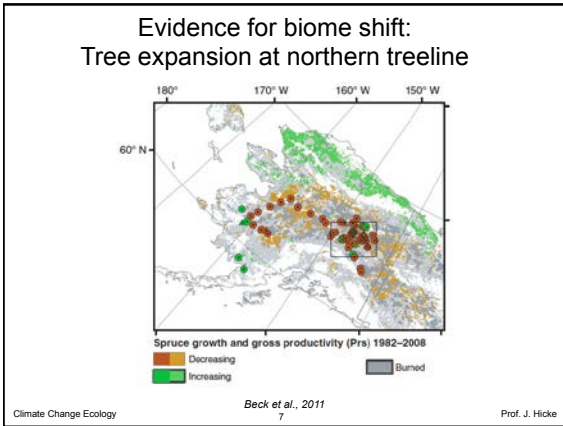 Evidence for biome shift:
Tree expansion at northern treeline
180° 170° W 160° W 150° W
60° N
Spruce growth and gross productivity (Prs) 1982–2008
Decreasing
Increasing
Burned
Beck et al., 2011
Climate Change Ecology 7 Prof. J. Hicke